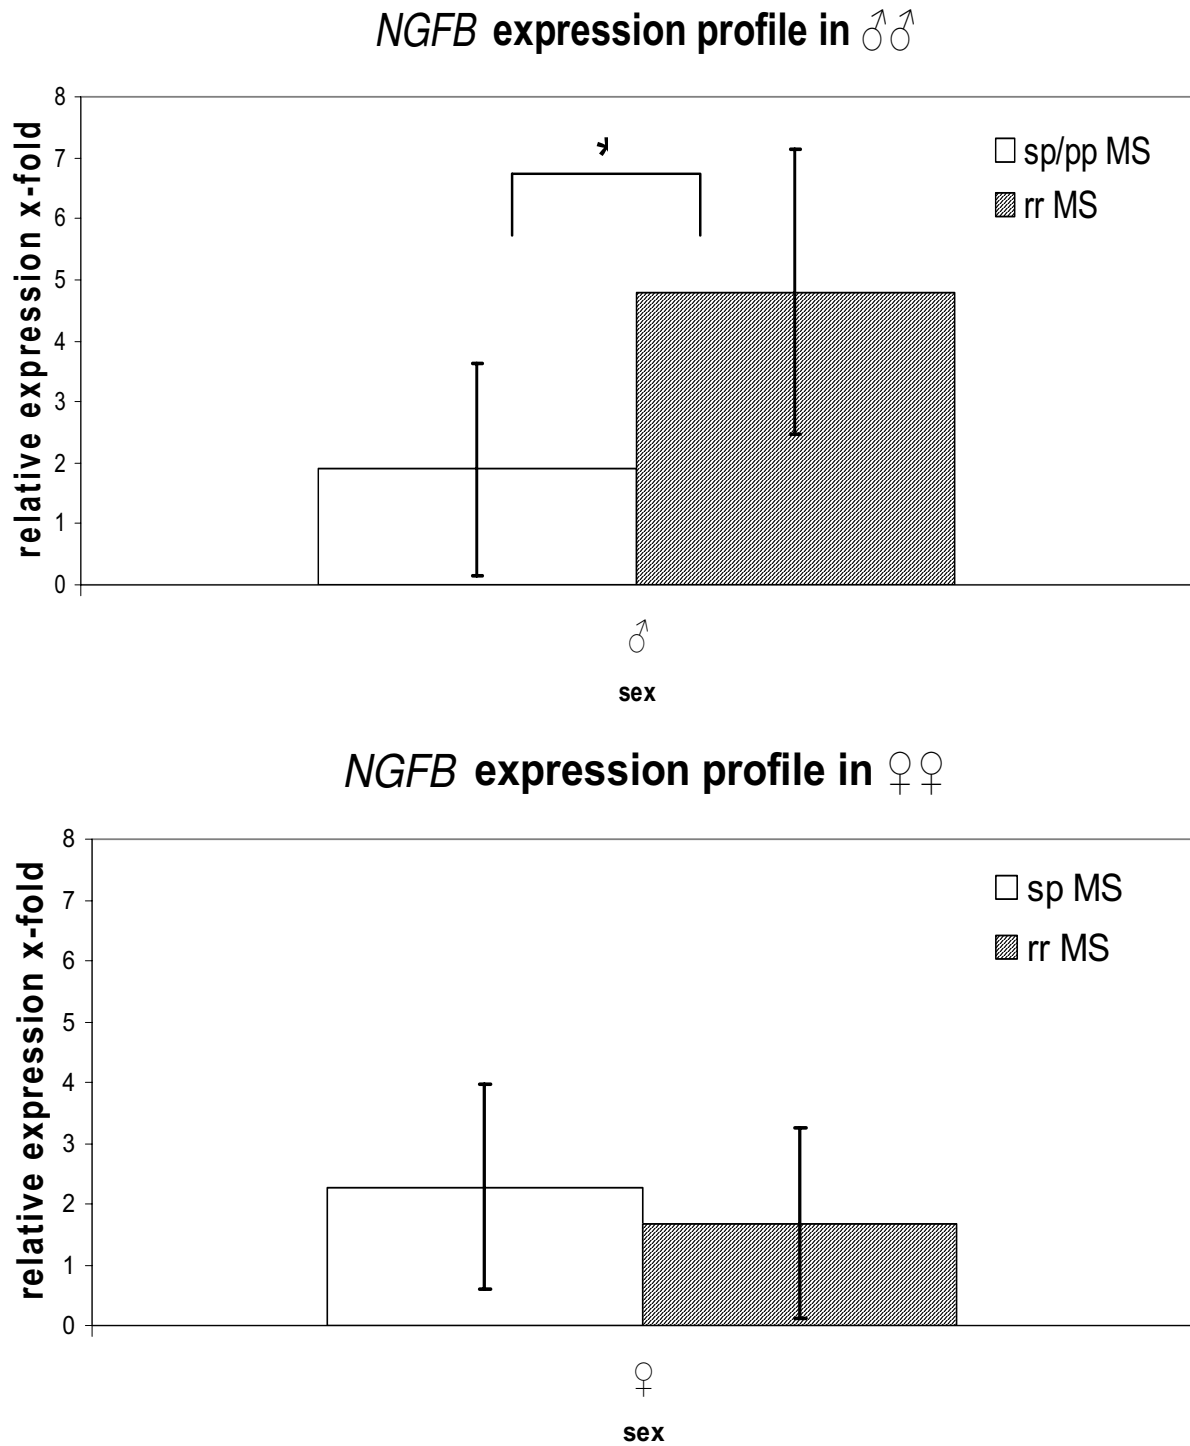 NGFB expression profile in ♂♂
8
7
6
5
4
3
2
1
0
relative expression x-fold
*
sp/pp MS
rr MS
♂
sex
NGFB expression profile in ♀♀
8
7
6
5
4
3
2
1
0
relative expression x-fold
sp MS
rr MS
♀
sex